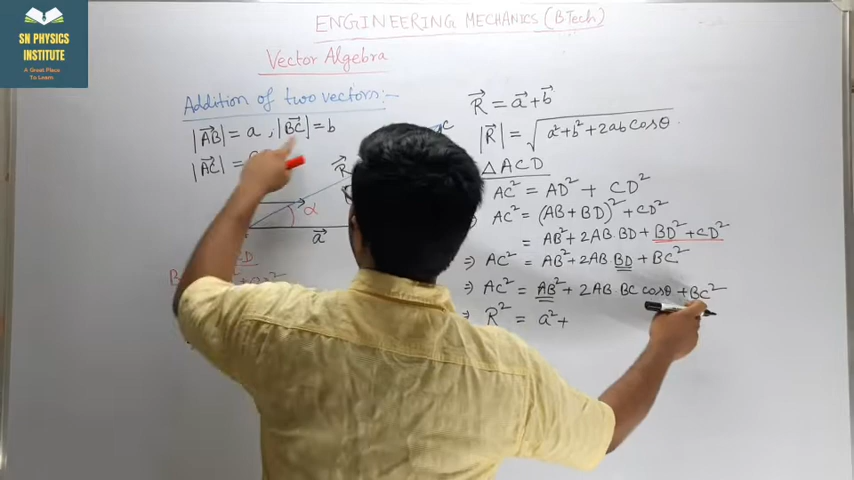 SN PHYSICS
INSTITUTE
A Great Place
To Learn
ENGINEERING MECHANICS (BTech)
Vector Algebra
Addition of two vectors:-
|AB⃗| = a , |BC⃗| = b
|AC⃗| =
R⃗
α
a⃗
R⃗ = a⃗ + b⃗
|R⃗| = √(a² + b² + 2ab cosθ)
△ACD
AC² = AD² + CD²
AC² = (AB + BD)² + CD²
= AB² + 2AB.BD + BD² + CD²
⇒ AC² = AB² + 2AB BD + BC²
⇒ AC² = AB² + 2AB.BC cosθ + BC²
R² = a² +